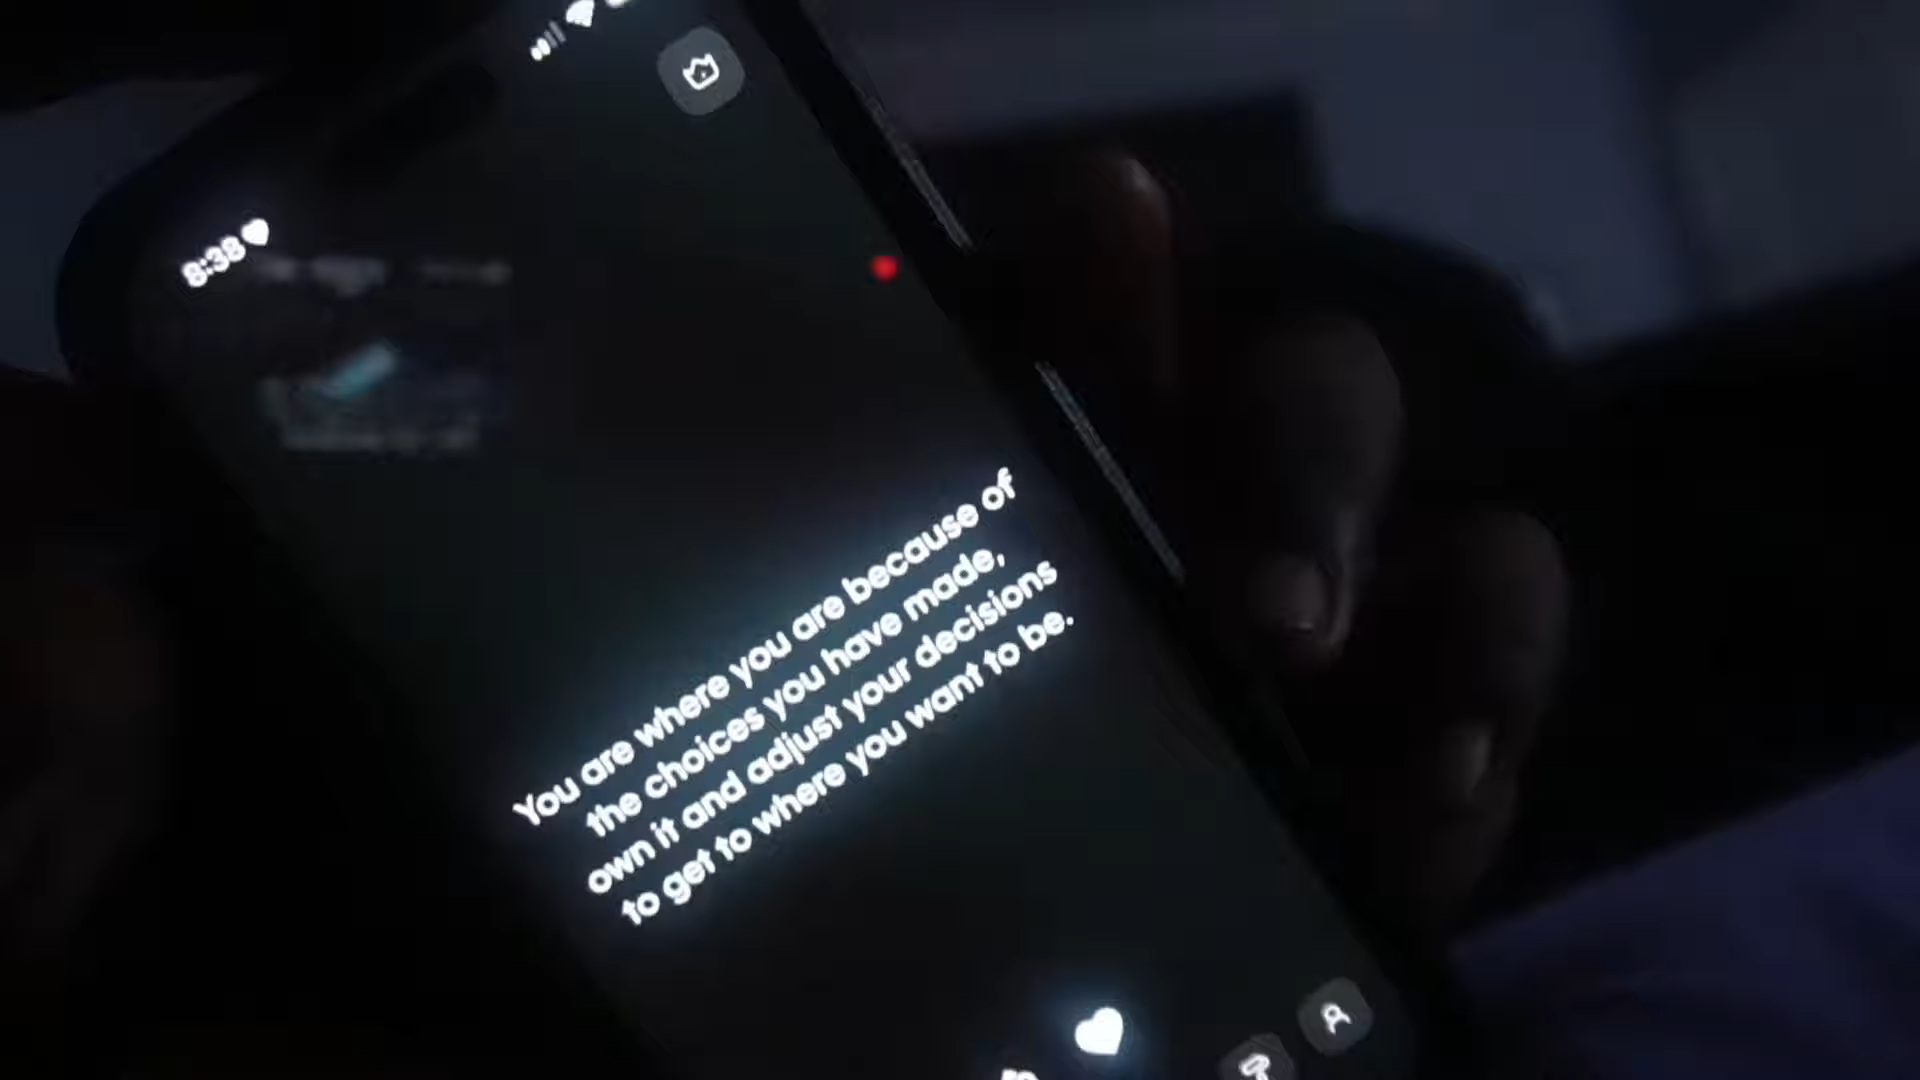 8:38
You are where you are because of
the choices you have made,
own it and adjust your decisions
to get to where you want to be.